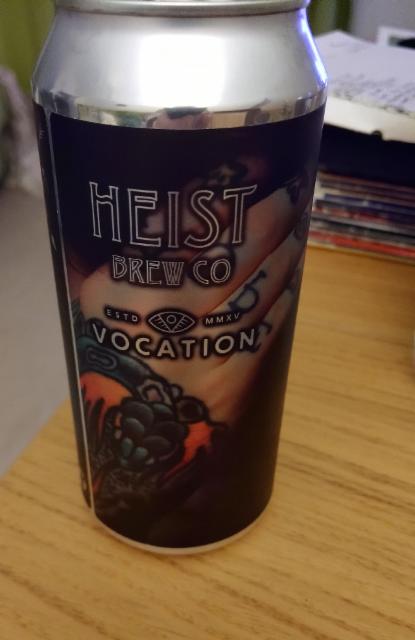 HEIST
BREW CO
ESTD MMXV
VOCATION